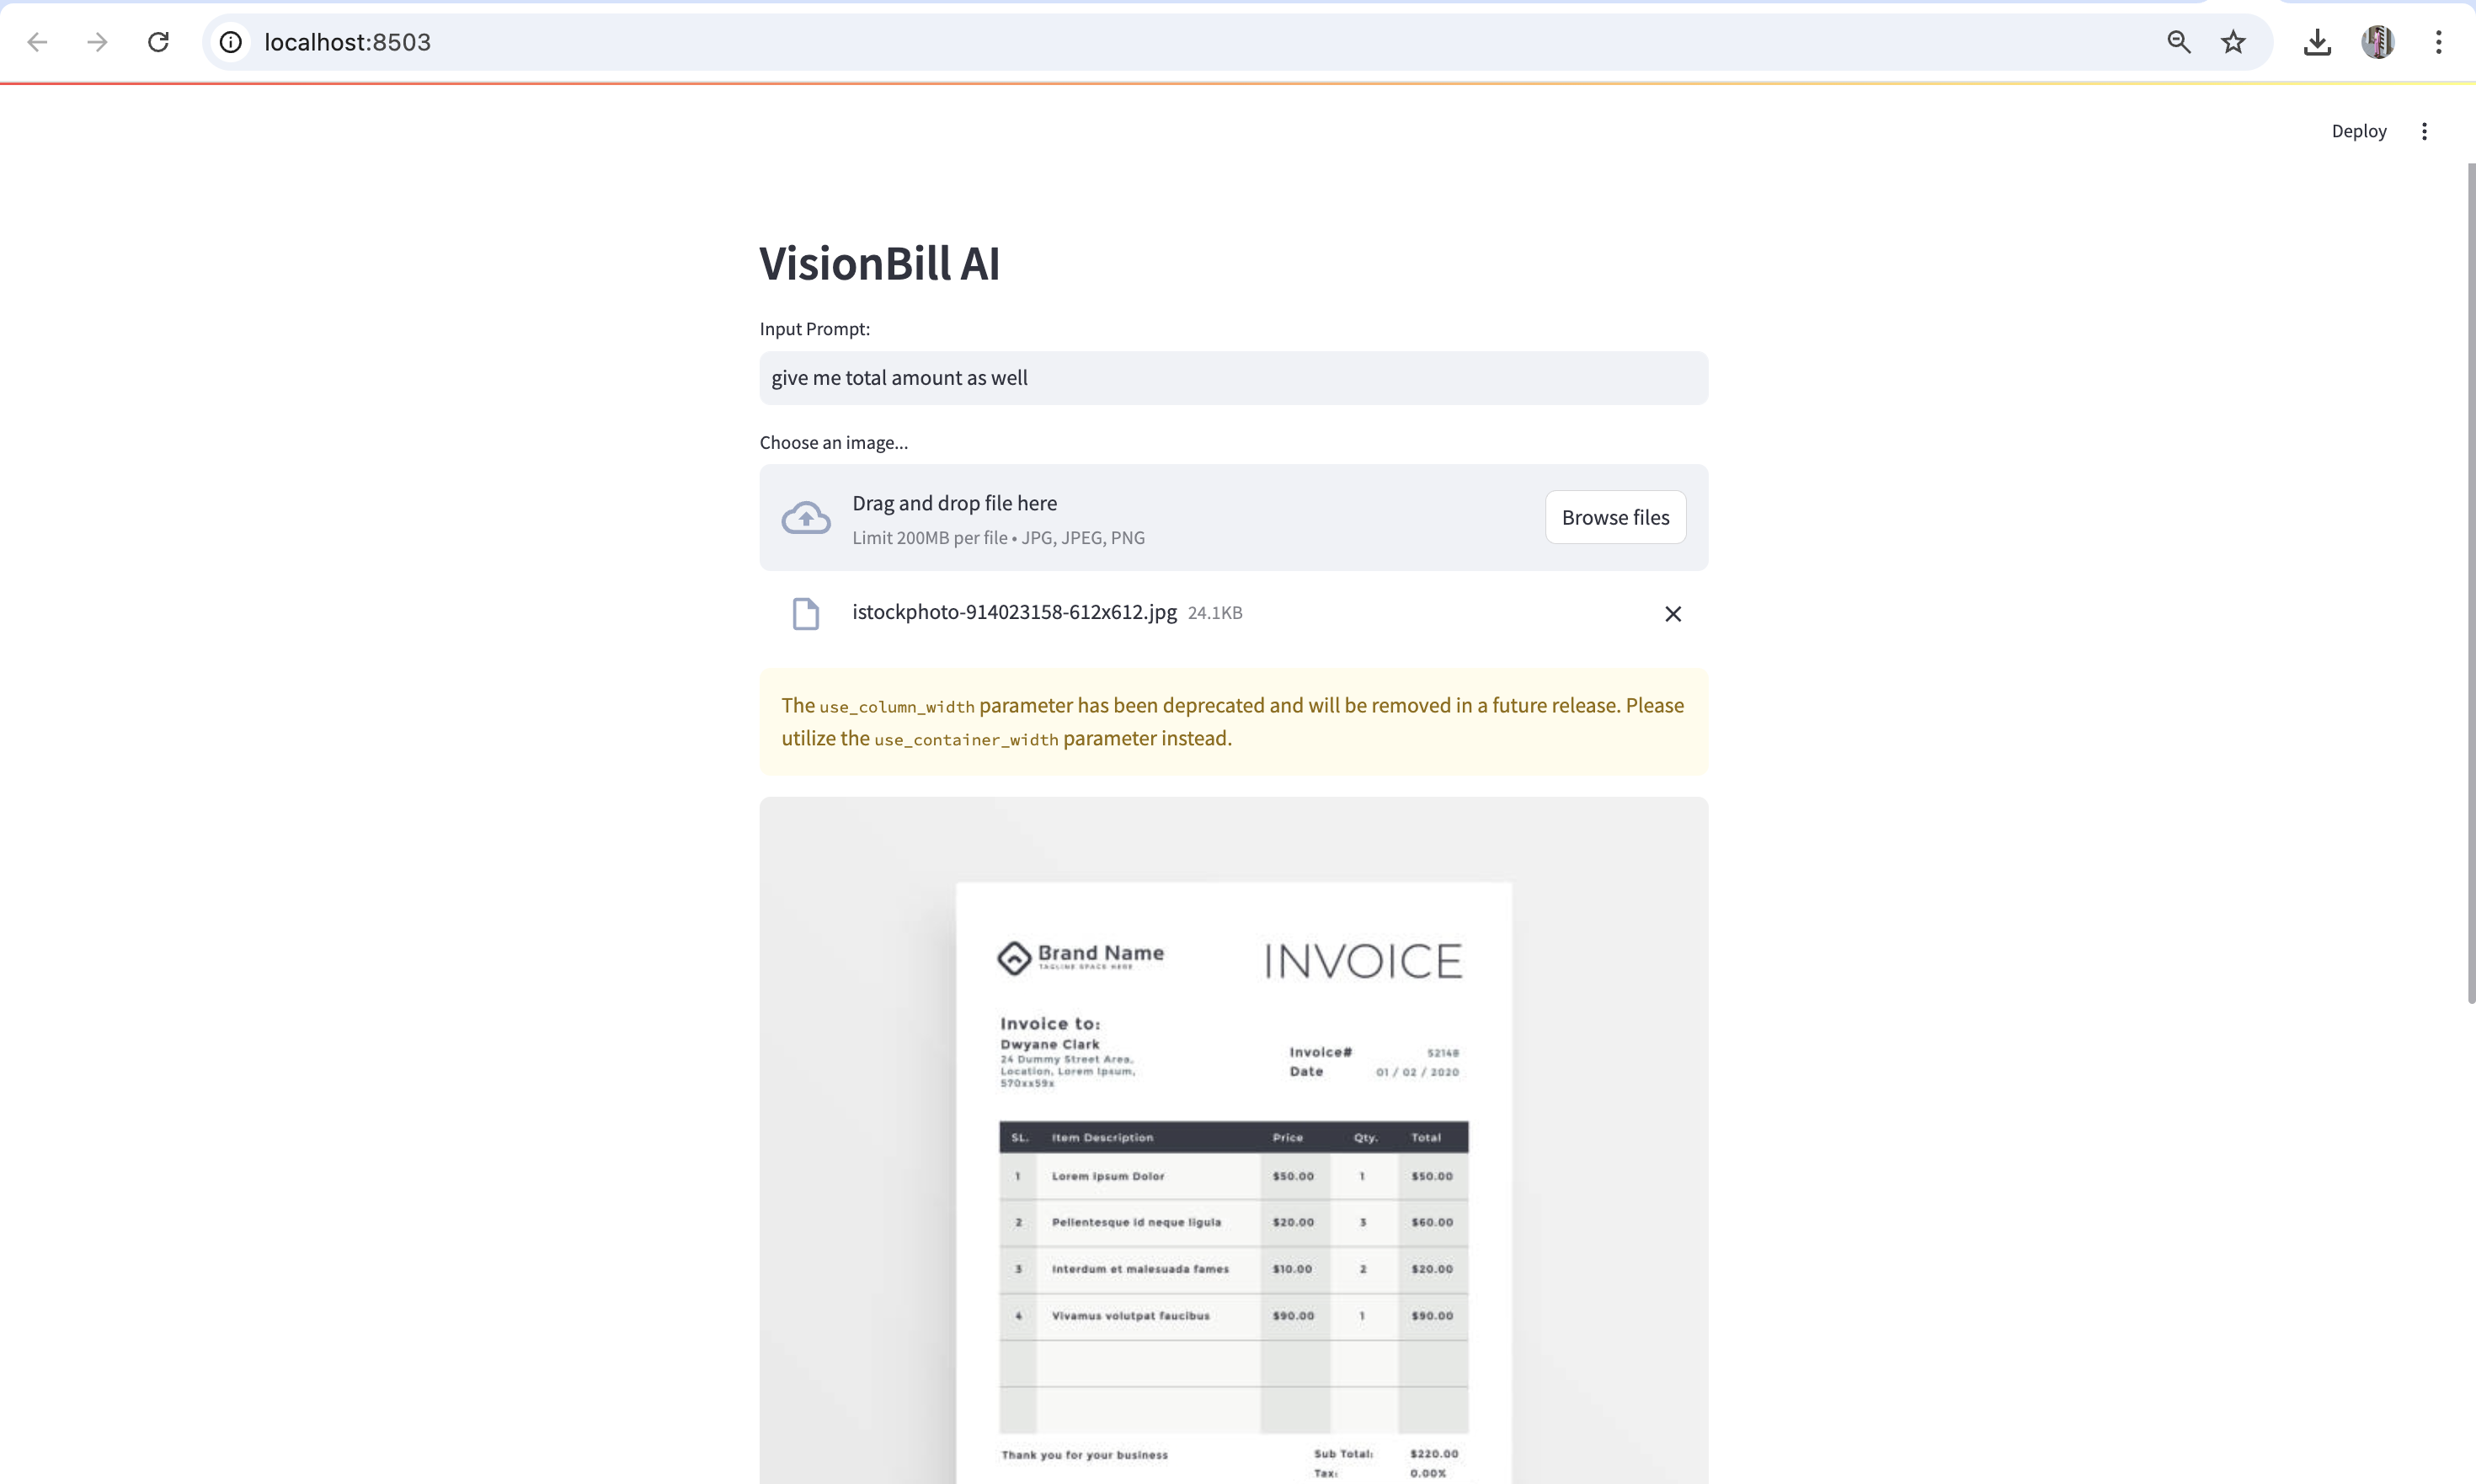 localhost:8503
Deploy
VisionBill AI
Input Prompt:
give me total amount as well
Choose an image...
Drag and drop file here
Limit 200MB per file • JPG, JPEG, PNG
Browse files
istockphoto-914023158-612x612.jpg 24.1KB
The use_column_width parameter has been deprecated and will be removed in a future release. Please
utilize the use_container_width parameter instead.
Brand Name
TAGLINE SPACE HERE
INVOICE
Invoice to:
Dwyane Clark
24 Dummy Street Area,
Location, Lorem Ipsum,
570xx59x
Invoice# 52148
Date 01 / 02 / 2020
SL. Item Description Price Qty. Total
1 Lorem Ipsum Dolor $50.00 1 $50.00
2 Pellentesque id neque ligula $20.00 3 $60.00
3 Interdum et malesuada fames $10.00 2 $20.00
4 Vivamus volutpat faucibus $90.00 1 $90.00
Thank you for your business
Sub Total: $220.00
Tax: 0.00%